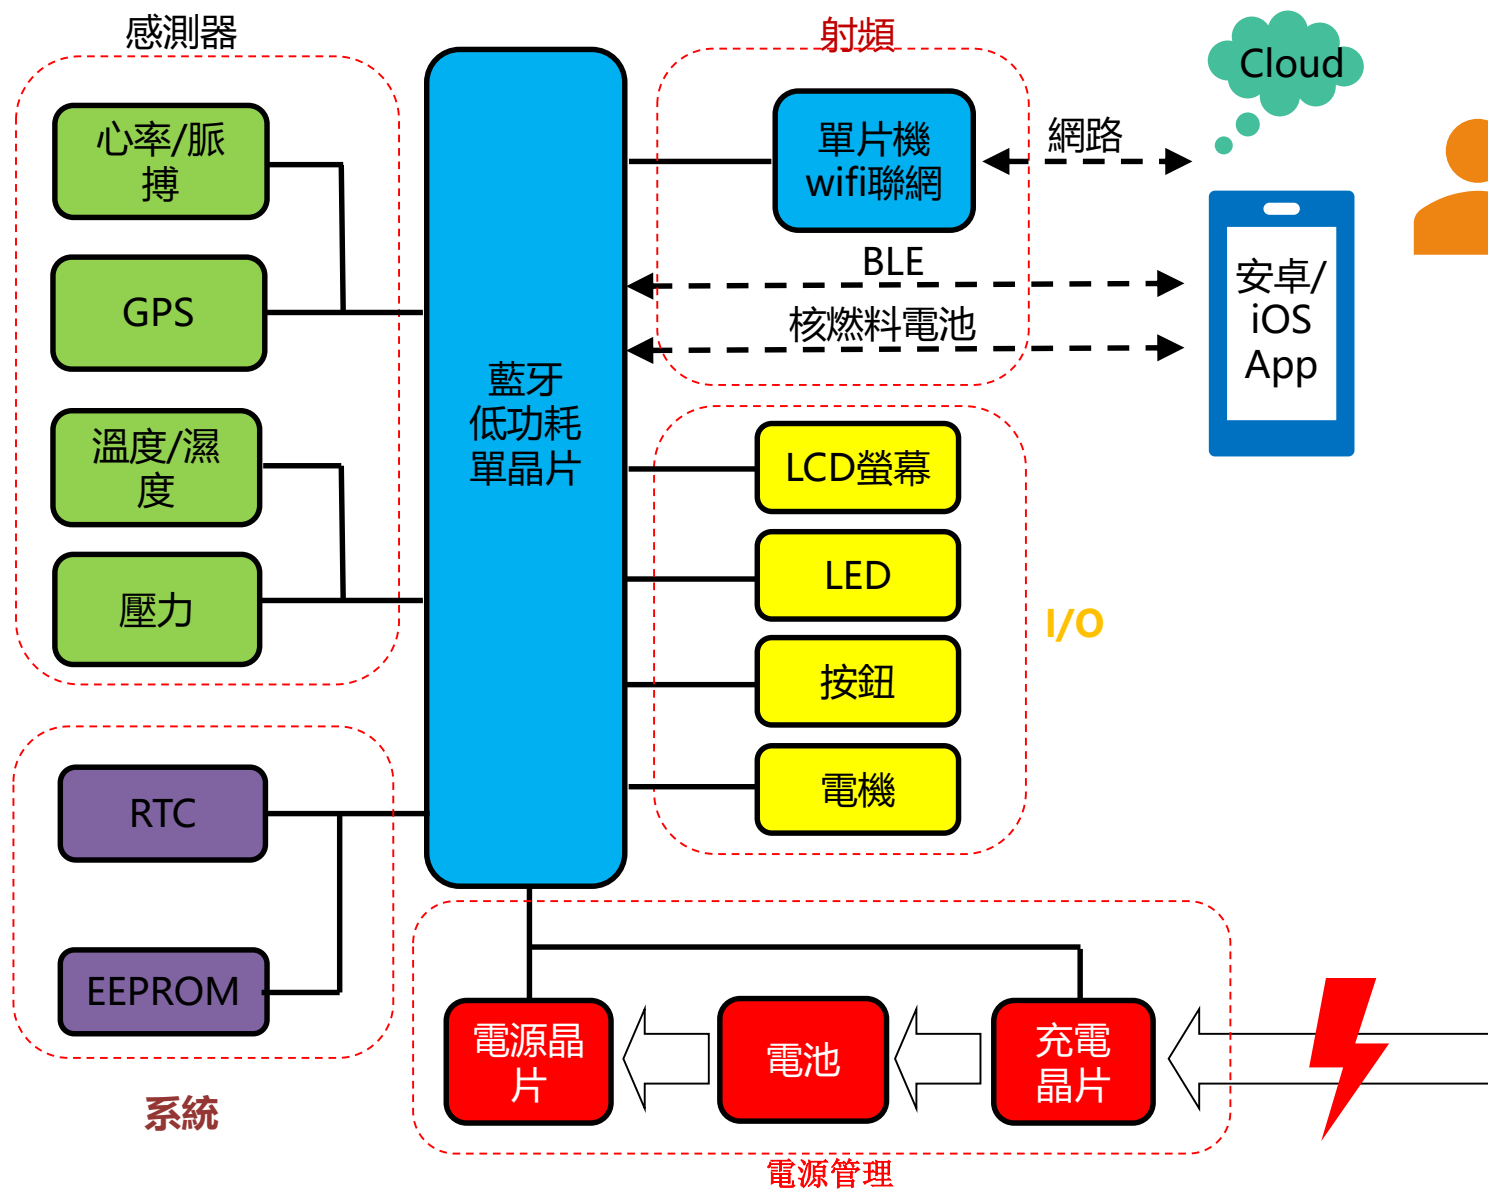 感測器
心率/脈
搏
GPS
溫度/濕
度
壓力
RTC
EEPROM
系統
藍牙
低功耗
單晶片
射頻
單片機
wifi聯網
網路
BLE
核燃料電池
Cloud
安卓/
iOS
App
LCD螢幕
LED
按鈕
電機
I/O
電源晶
片
電池
充電
晶片
電源管理